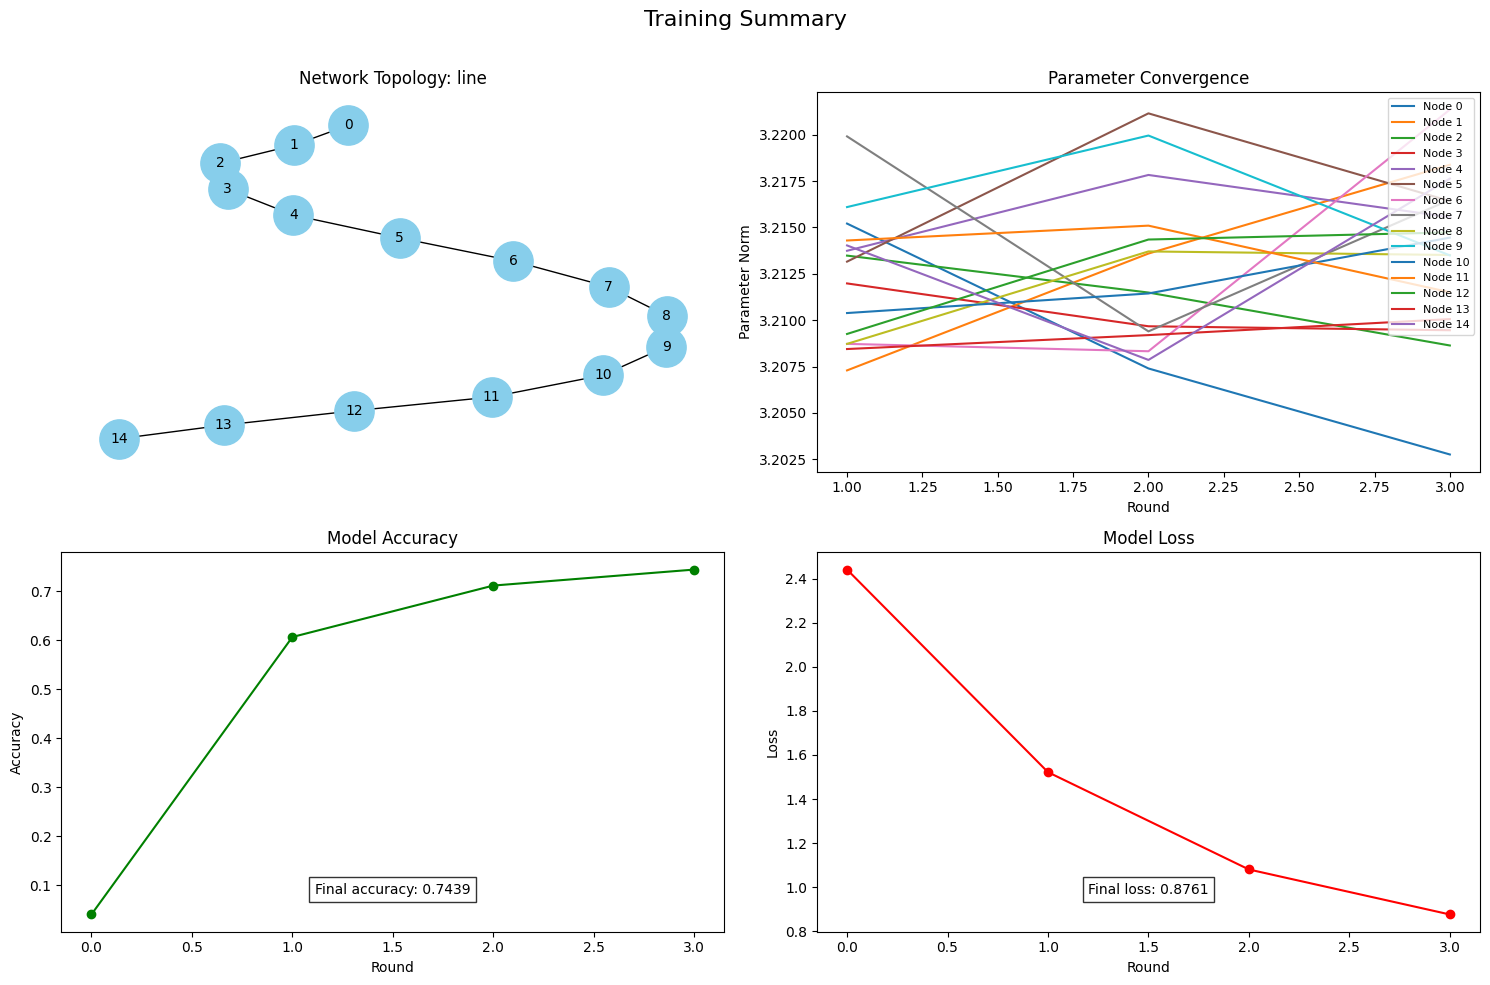 Training Summary
Network Topology: line
0
1
2
3
4
5
6
7
8
9
10
11
12
13
14
Parameter Convergence
Parameter Norm
3.2200
3.2175
3.2150
3.2125
3.2100
3.2075
3.2050
3.2025
Node 0
Node 1
Node 2
Node 3
Node 4
Node 5
Node 6
Node 7
Node 8
Node 9
Node 10
Node 11
Node 12
Node 13
Node 14
1.00 1.25 1.50 1.75 2.00 2.25 2.50 2.75 3.00
Round
Model Accuracy
Accuracy
0.7
0.6
0.5
0.4
0.3
0.2
0.1
Final accuracy: 0.7439
0.0 0.5 1.0 1.5 2.0 2.5 3.0
Round
Model Loss
Loss
2.4
2.2
2.0
1.8
1.6
1.4
1.2
1.0
0.8
Final loss: 0.8761
0.0 0.5 1.0 1.5 2.0 2.5 3.0
Round